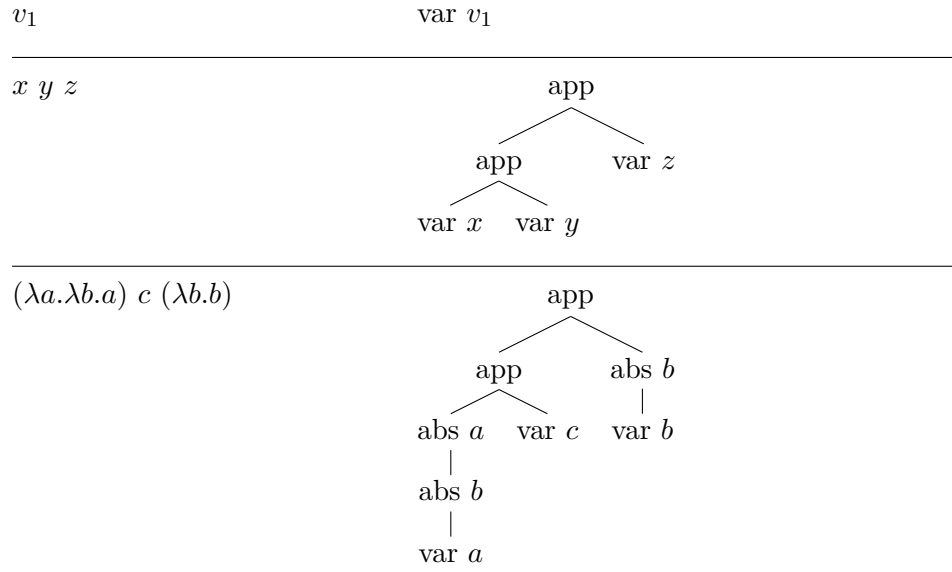 v₁ var v₁
x y z app
app var z
var x var y
(λa.λb.a) c (λb.b) app
app abs b
abs a var c var b
abs b
var a